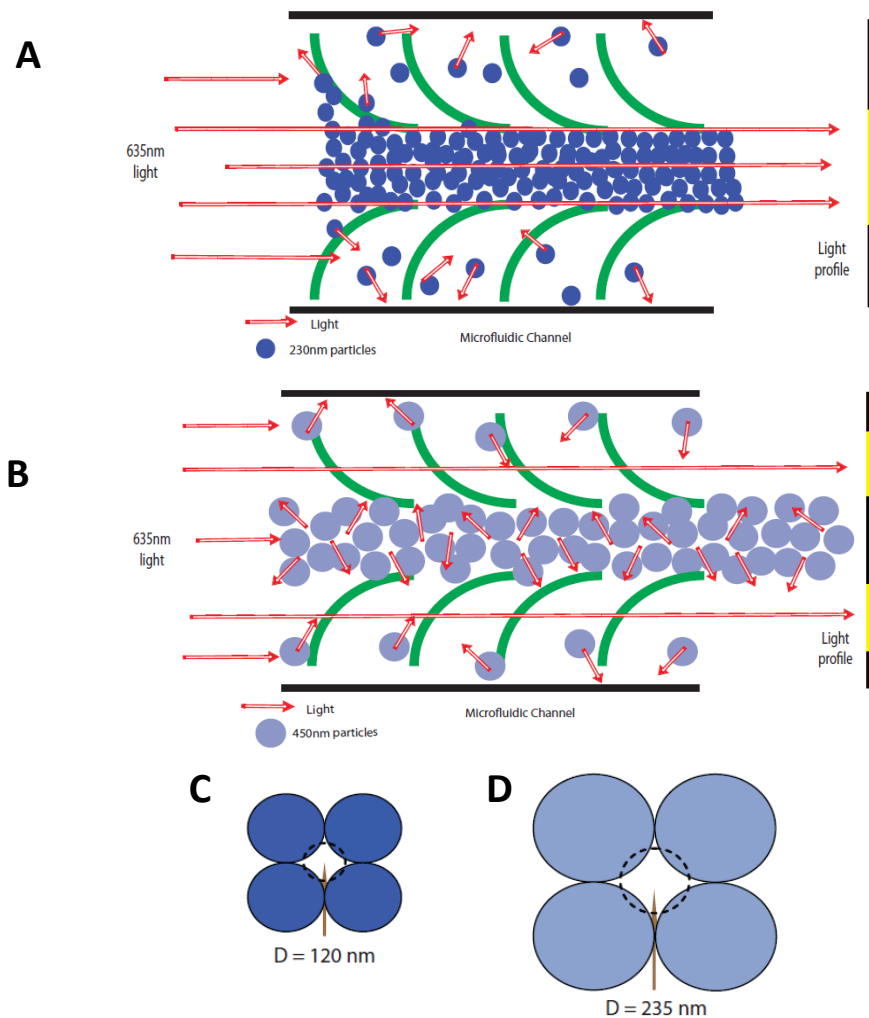 A
635nm
light
Light
profile
Light
230nm particles
Microfluidic Channel
B
635nm
light
Light
profile
Light
450nm particles
Microfluidic Channel
C
D
D = 120 nm
D = 235 nm